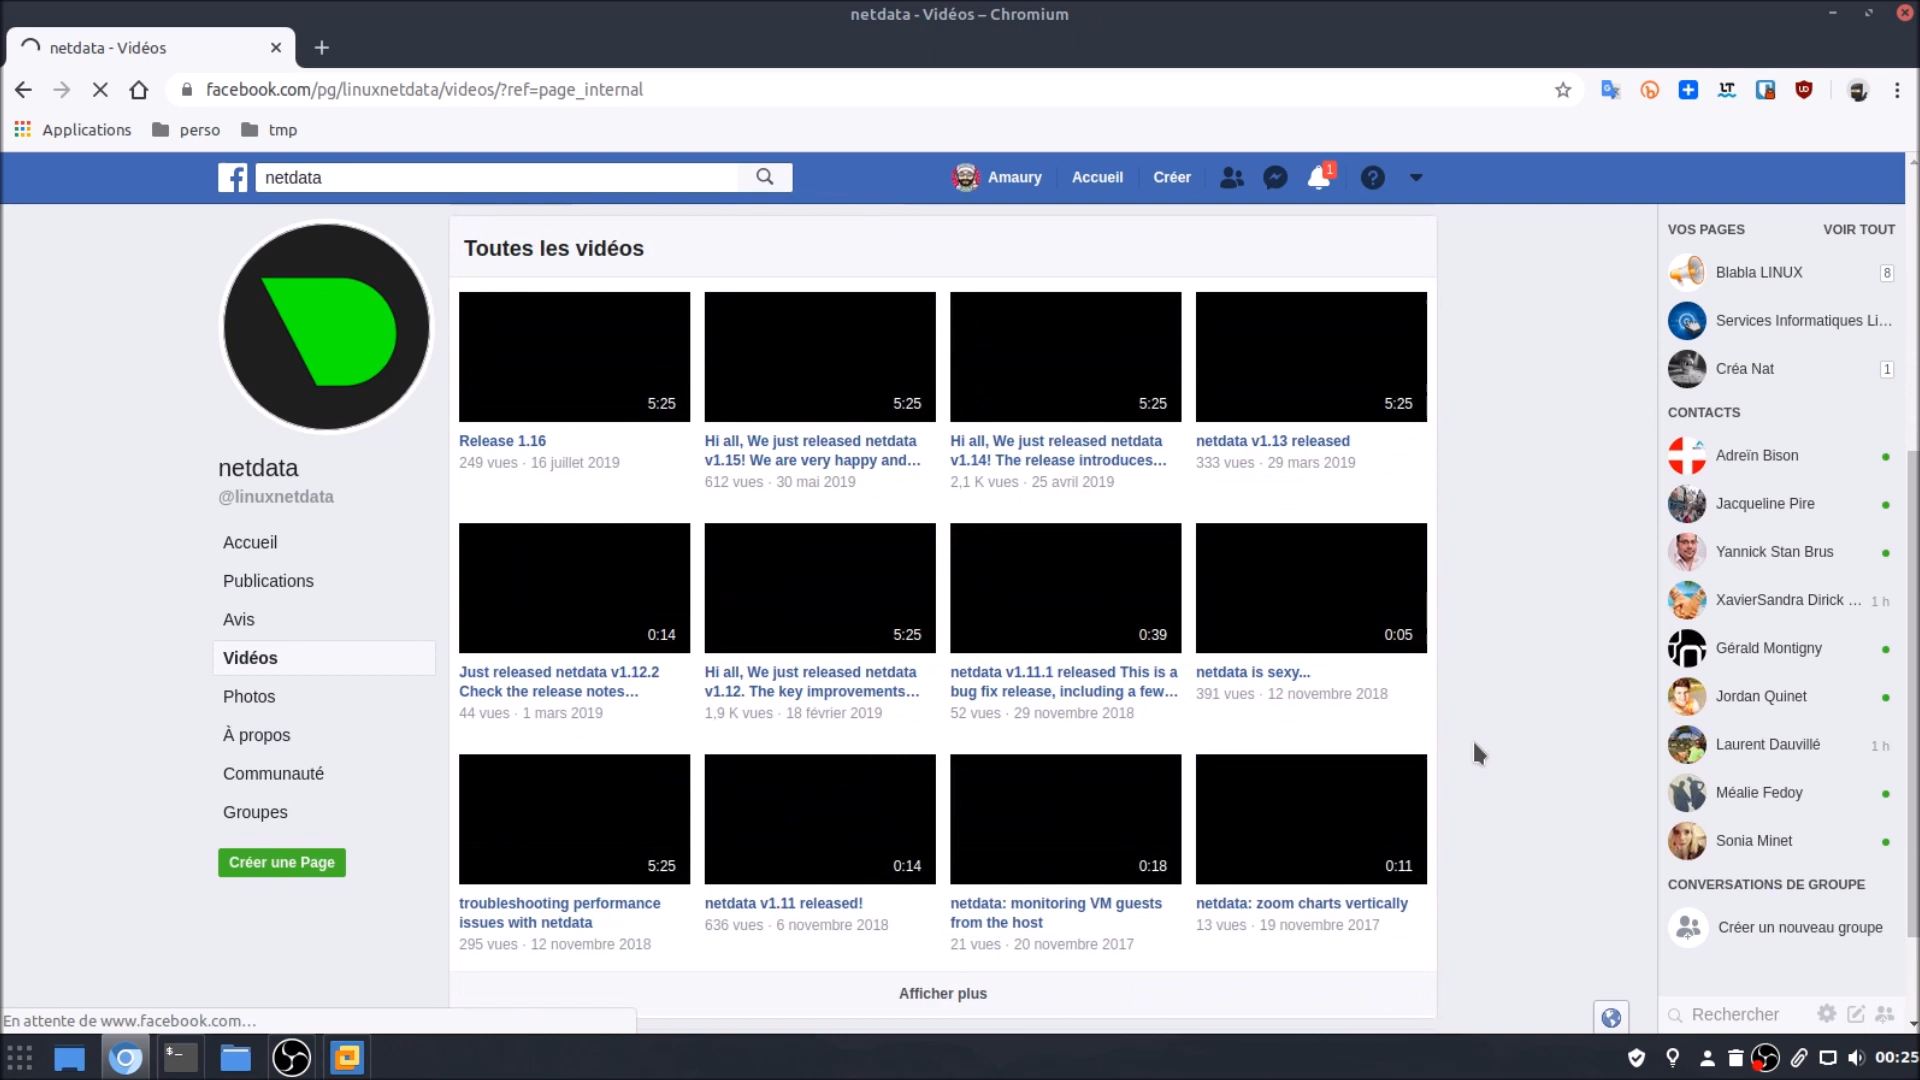 netdata - Vidéos – Chromium
netdata - Vidéos
facebook.com/pg/linuxnetdata/videos/?ref=page_internal
Applications
perso
tmp
netdata
Amaury
Accueil
Créer
1
netdata
@linuxnetdata
Accueil
Publications
Avis
Vidéos
Photos
À propos
Communauté
Groupes
Créer une Page
Toutes les vidéos
5:25
Release 1.16
249 vues · 16 juillet 2019
5:25
Hi all, We just released netdata
v1.15! We are very happy and...
612 vues · 30 mai 2019
5:25
Hi all, We just released netdata
v1.14! The release introduces...
2,1 K vues · 25 avril 2019
5:25
netdata v1.13 released
333 vues · 29 mars 2019
0:14
Just released netdata v1.12.2
Check the release notes...
44 vues · 1 mars 2019
5:25
Hi all, We just released netdata
v1.12. The key improvements...
1,9 K vues · 18 février 2019
0:39
netdata v1.11.1 released This is a
bug fix release, including a few...
52 vues · 29 novembre 2018
0:05
netdata is sexy...
391 vues · 12 novembre 2018
5:25
troubleshooting performance
issues with netdata
295 vues · 12 novembre 2018
0:14
netdata v1.11 released!
636 vues · 6 novembre 2018
0:18
netdata: monitoring VM guests
from the host
21 vues · 20 novembre 2017
0:11
netdata: zoom charts vertically
13 vues · 19 novembre 2017
Afficher plus
VOS PAGES
VOIR TOUT
Blabla LINUX
8
Services Informatiques Li...
Créa Nat
1
CONTACTS
Adreïn Bison
Jacqueline Pire
Yannick Stan Brus
XavierSandra Dirick ...
1 h
Gérald Montigny
Jordan Quinet
Laurent Dauvillé
1 h
Méalie Fedoy
Sonia Minet
CONVERSATIONS DE GROUPE
Créer un nouveau groupe
Rechercher
En attente de www.facebook.com...
00:25